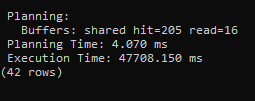 Planning:
Buffers: shared hit=205 read=16
Planning Time: 4.070 ms
Execution Time: 47708.150 ms
(42 rows)